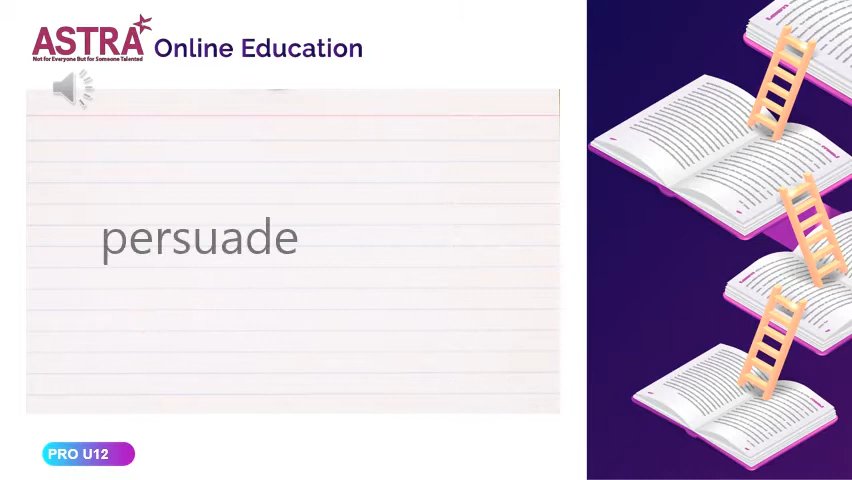 ASTRA Online Education
Not for Everyone But for Someone Talented
persuade
PRO U12